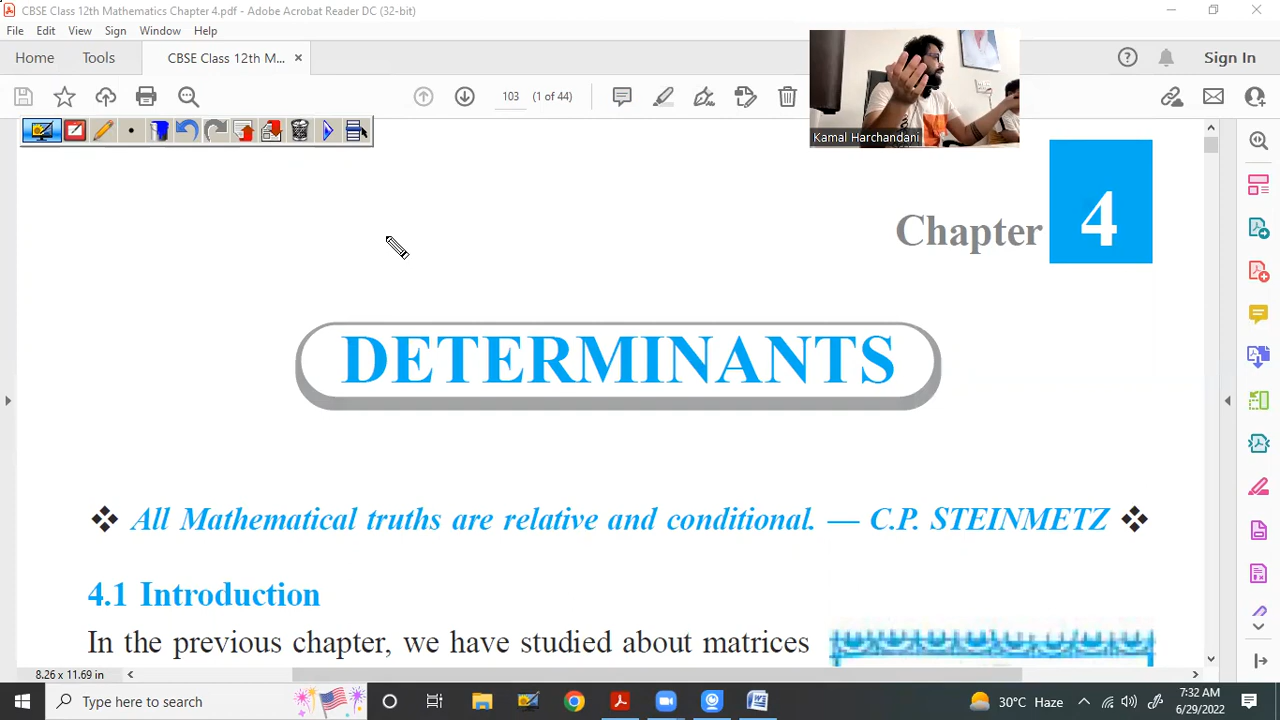 CBSE Class 12th Mathematics Chapter 4.pdf - Adobe Acrobat Reader DC (32-bit)
File Edit View Sign Window Help
Home Tools CBSE Class 12th M... × Sign In
103 (1 of 44)
Kamal Harchandani
Chapter 4
DETERMINANTS
❖ All Mathematical truths are relative and conditional. — C.P. STEINMETZ ❖
4.1 Introduction
In the previous chapter, we have studied about matrices
8.26 x 11.69 in
Type here to search
30°C Haze
7:32 AM
6/29/2022